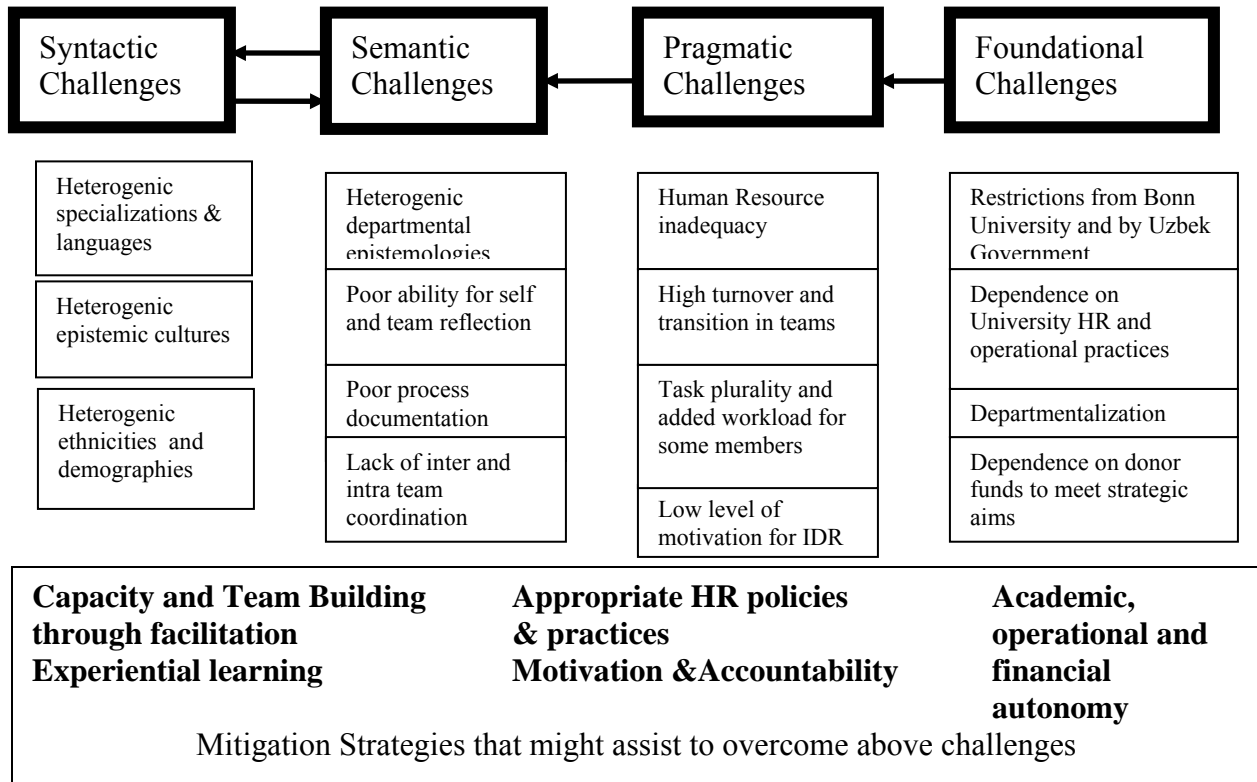 Syntactic
Challenges
Semantic
Challenges
Pragmatic
Challenges
Foundational
Challenges
Heterogenic
specializations &
languages
Heterogenic
epistemic cultures
Heterogenic
ethnicities and
demographies
Heterogenic
departmental
epistemologies
Poor ability for self
and team reflection
Poor process
documentation
Lack of inter and
intra team
coordination
Human Resource
inadequacy
High turnover and
transition in teams
Task plurality and
added workload for
some members
Low level of
motivation for IDR
Restrictions from Bonn
University and by Uzbek
Government
Dependence on
University HR and
operational practices
Departmentalization
Dependence on donor
funds to meet strategic
aims
Capacity and Team Building
through facilitation
Experiential learning
Appropriate HR policies
& practices
Motivation &Accountability
Academic,
operational and
financial
autonomy
Mitigation Strategies that might assist to overcome above challenges